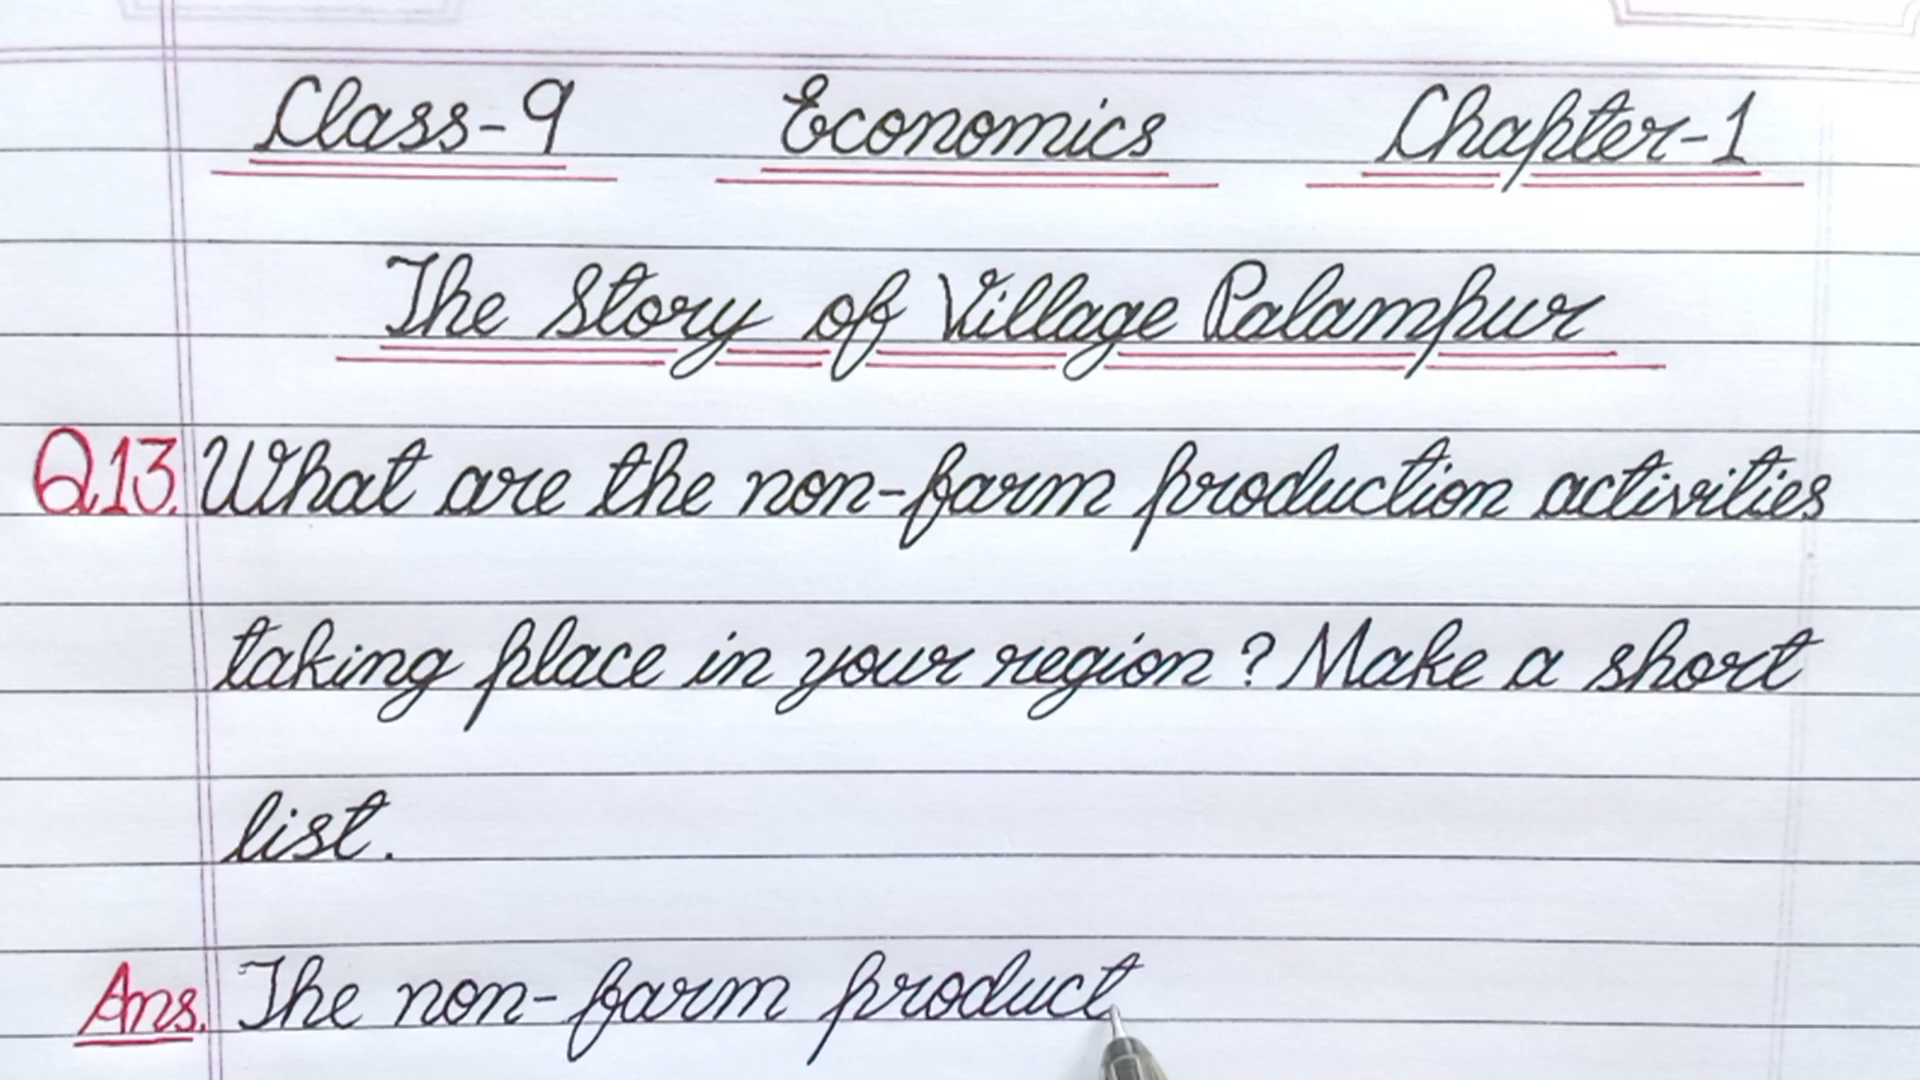 Class-9 Economics Chapter-1
The Story of Village Palampur
Q13. What are the non-farm production activities
taking place in your region? Make a short
list.
Ans. The non-farm product